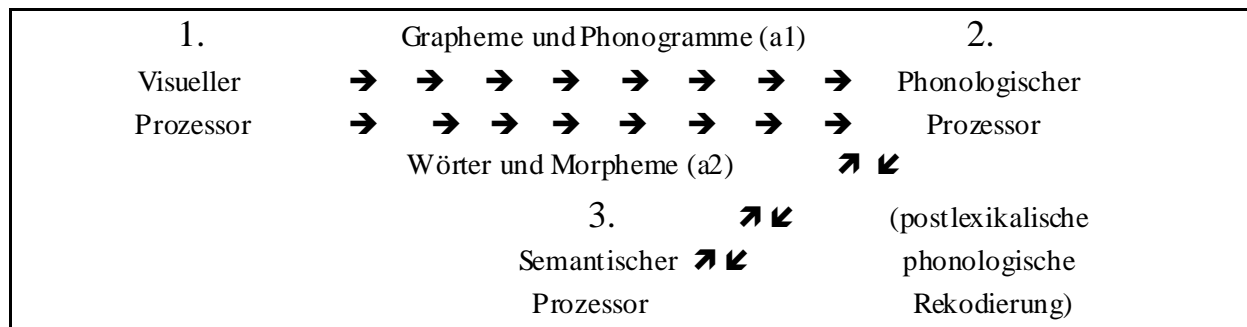 1. Grapheme und Phonogramme (a1) 2.
Visueller ➔ ➔ ➔ ➔ ➔ ➔ ➔ ➔ Phonologischer
Prozessor ➔ ➔ ➔ ➔ ➔ ➔ ➔ ➔ Prozessor
Wörter und Morpheme (a2) ↗ ↙
3. ↗ ↙ (postlexikalische
Semantischer ↗ ↙ phonologische
Prozessor Rekodierung)